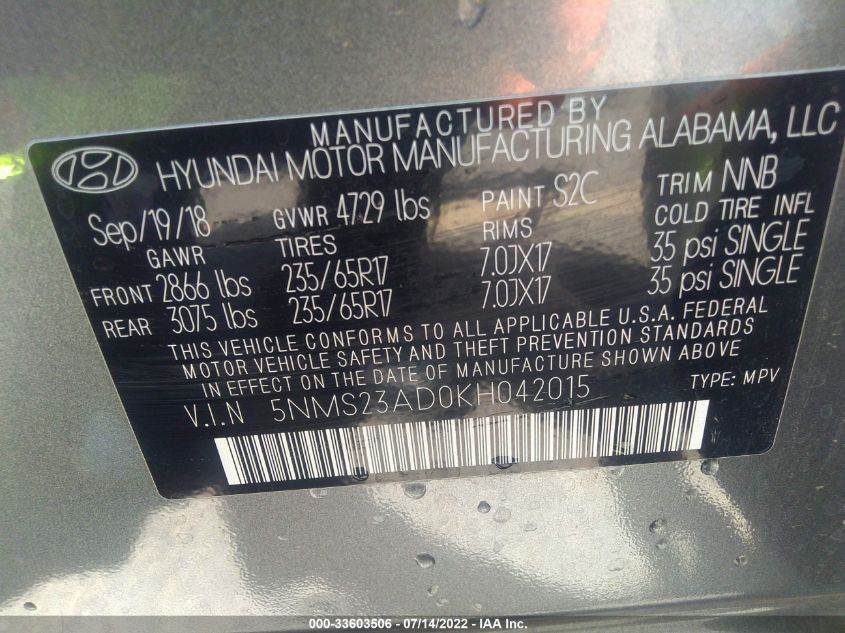 MANUFACTURED BY
HYUNDAI MOTOR MANUFACTURING ALABAMA, LLC
Sep/19/18 GVWR 4729 lbs PAINT S2C TRIM NNB
GAWR TIRES RIMS COLD TIRE INFL
FRONT 2866 lbs 235/65R17 7.0JX17 35 psi SINGLE
REAR 3075 lbs 235/65R17 7.0JX17 35 psi SINGLE
THIS VEHICLE CONFORMS TO ALL APPLICABLE U.S.A. FEDERAL
MOTOR VEHICLE SAFETY AND THEFT PREVENTION STANDARDS
IN EFFECT ON THE DATE OF MANUFACTURE SHOWN ABOVE
V.I.N 5NMS23AD0KH042015 TYPE: MPV
000-33603506 / 07/14/2022 - IAA Inc.